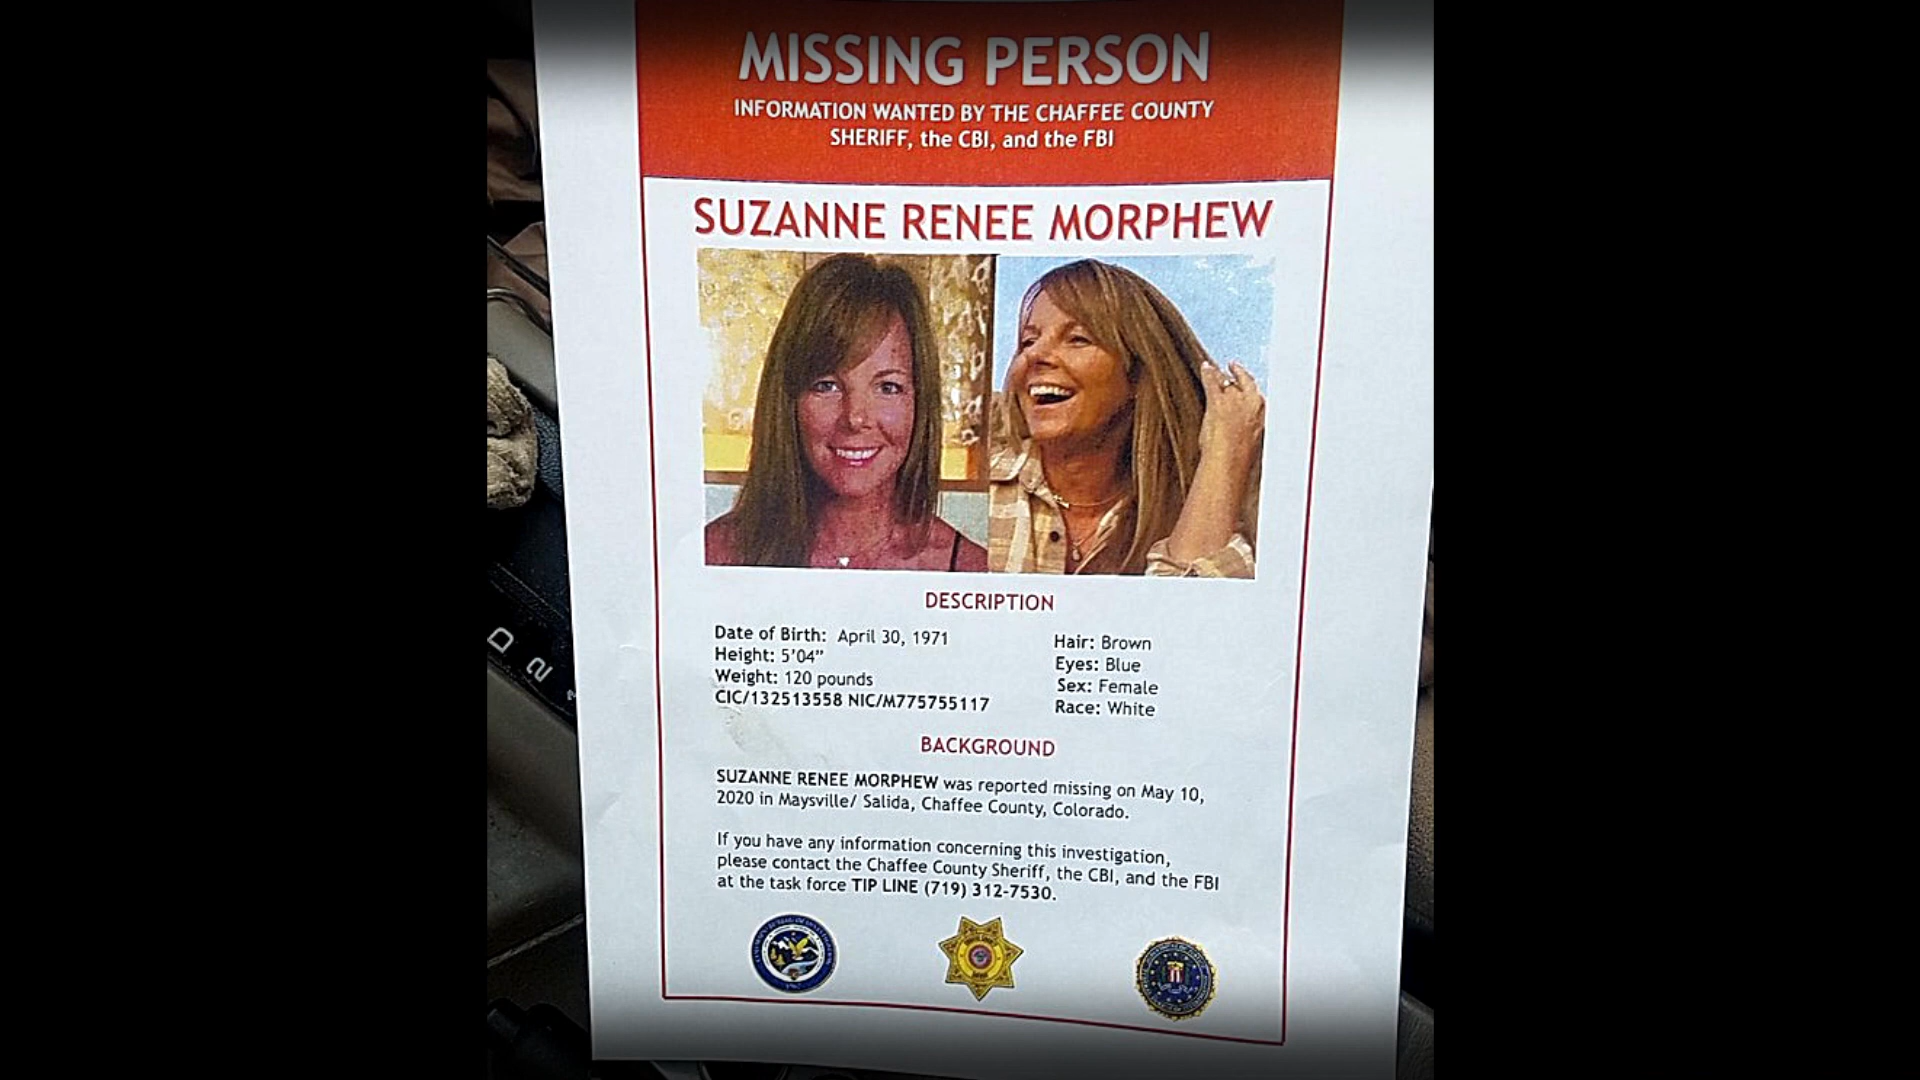 MISSING PERSON
INFORMATION WANTED BY THE CHAFFEE COUNTY
SHERIFF, the CBI, and the FBI
SUZANNE RENEE MORPHEW
DESCRIPTION
Date of Birth: April 30, 1971
Height: 5'04"
Weight: 120 pounds
CIC/132513558 NIC/M775755117
Hair: Brown
Eyes: Blue
Sex: Female
Race: White
BACKGROUND
SUZANNE RENEE MORPHEW was reported missing on May 10,
2020 in Maysville/ Salida, Chaffee County, Colorado.
If you have any information concerning this investigation,
please contact the Chaffee County Sheriff, the CBI, and the FBI
at the task force TIP LINE (719) 312-7530.
D
2